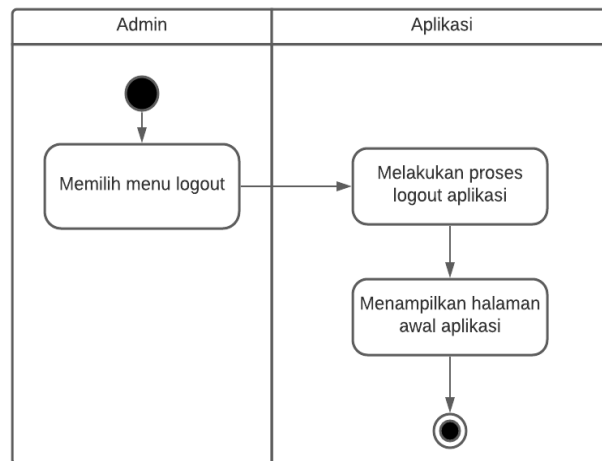 Admin
Aplikasi
Memilih menu logout
Melakukan proses
logout aplikasi
Menampilkan halaman
awal aplikasi